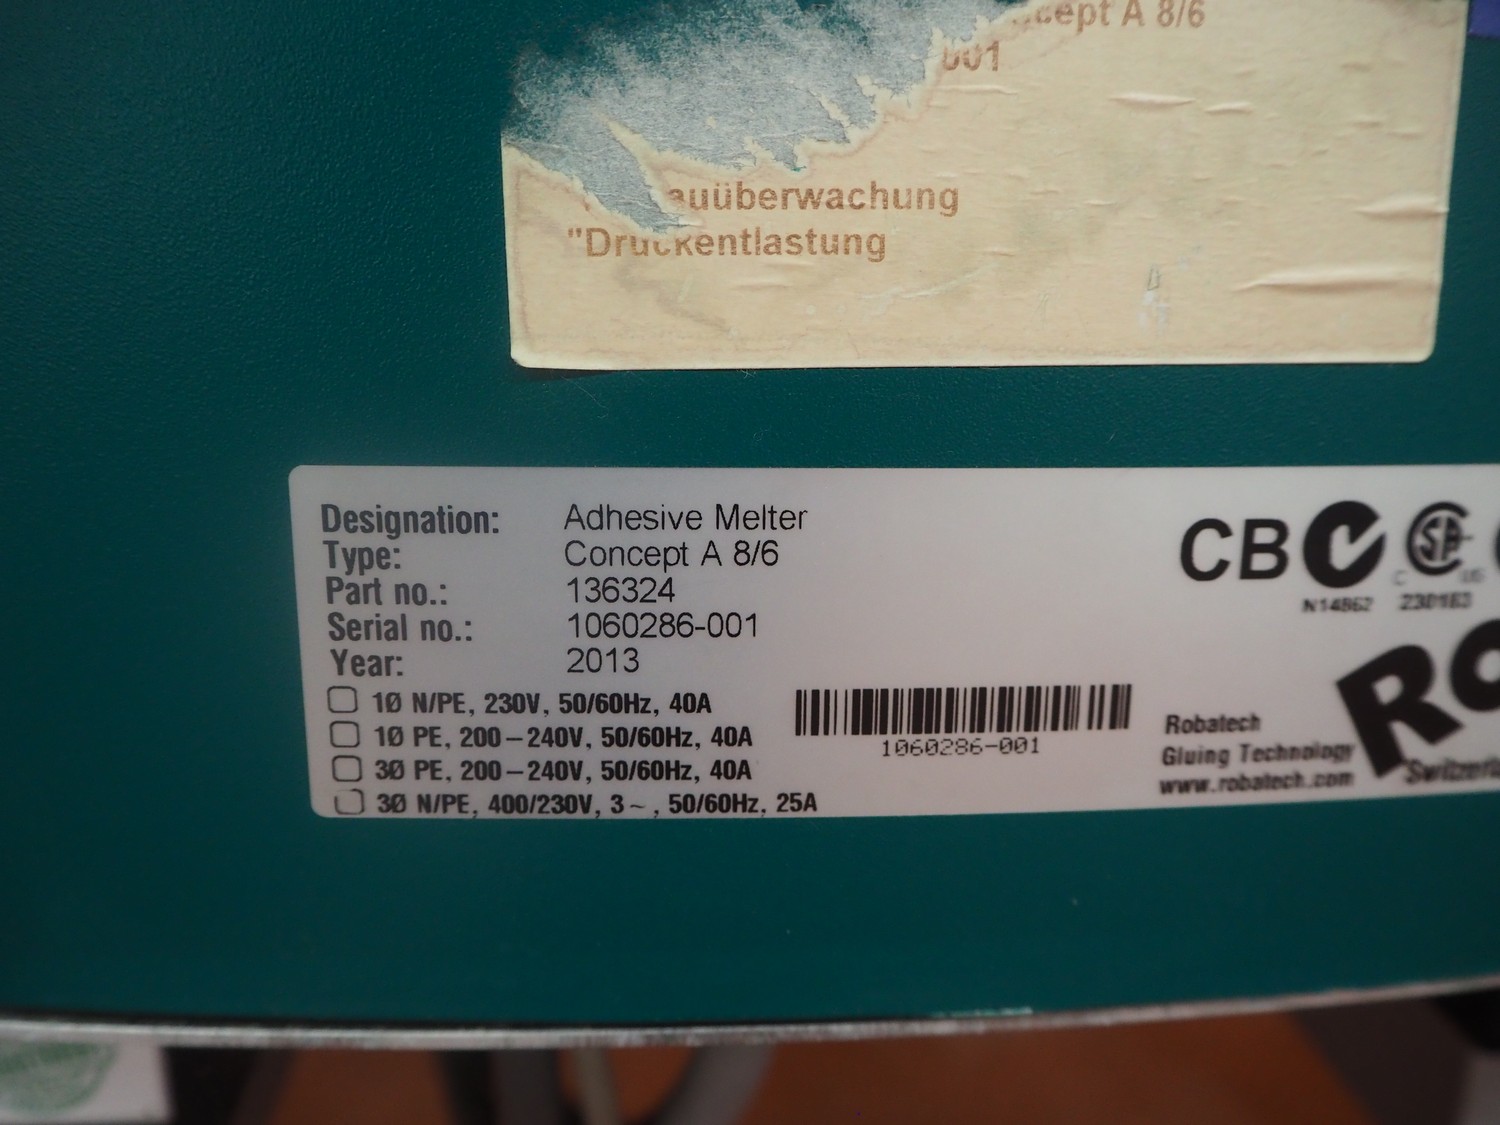 A 8/6
001
"Druckentlastung
Designation: Adhesive Melter
Type: Concept A 8/6
Part no.: 136324
Serial no.: 1060286-001
Year: 2013
1Ø N/PE, 230V, 50/60Hz, 40A
1Ø PE, 200–240V, 50/60Hz, 40A
3Ø PE, 200–240V, 50/60Hz, 40A
3Ø N/PE, 400/230V, 3~, 50/60Hz, 25A
1060286-001
CB
N14862
230163
Robatech
Gluing Technology
www.robatech.com